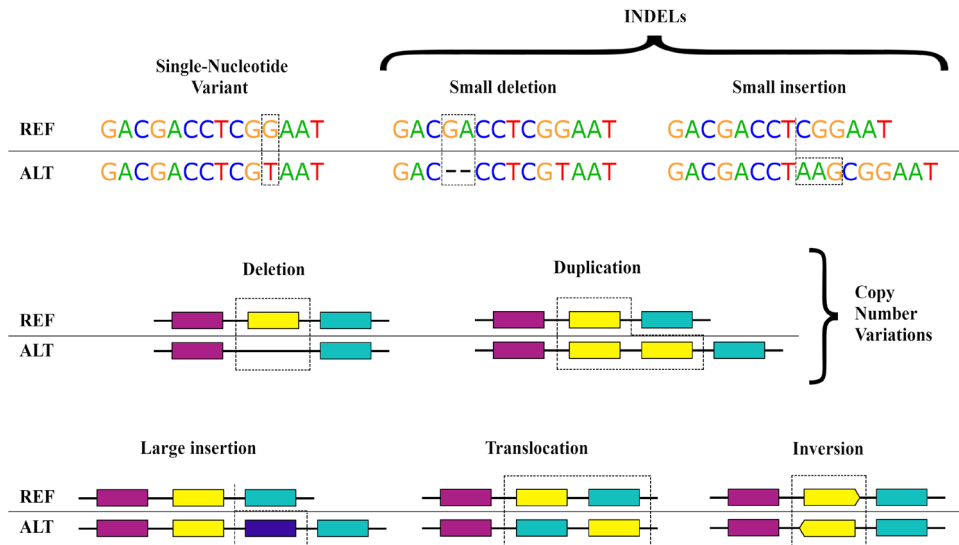 INDELs
Single-Nucleotide
Variant
Small deletion
Small insertion
REF
GACGACCTCGGAAT
GACGACCTCGGAAT
GACGACCTCGGAAT
ALT
GACGACCTCGTAAT
GAC--CCTCGTAAT
GACGACCTAAGCGGAAT
Deletion
Duplication
REF
ALT
Copy
Number
Variations
Large insertion
Translocation
Inversion
REF
ALT